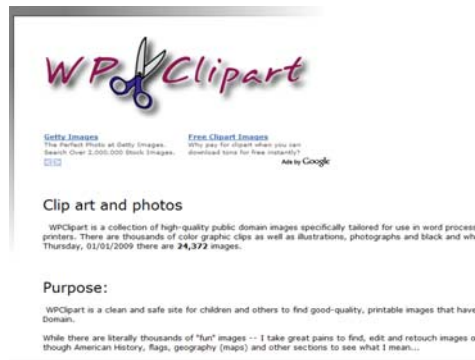 WP Clipart
Getty Images
The Perfect Photo at Getty Images.
Search Over 2,000,000 Stock Images.
Free Clipart Images
Why pay for clipart when you can
download tons for free instantly?
Ads by Google
Clip art and photos
WPClipart is a collection of high-quality public domain images specifically tailored for use in word process
printers. There are thousands of color graphic clips as well as illustrations, photographs and black and wh
Thursday, 01/01/2009 there are 24,372 images.
Purpose:
WPClipart is a clean and safe site for children and others to find good-quality, printable images that have
Domain.
While there are literally thousands of "fun" images -- I take great pains to find, edit and retouch images
though American History, flags, geography (maps) and other sections to see what I mean...